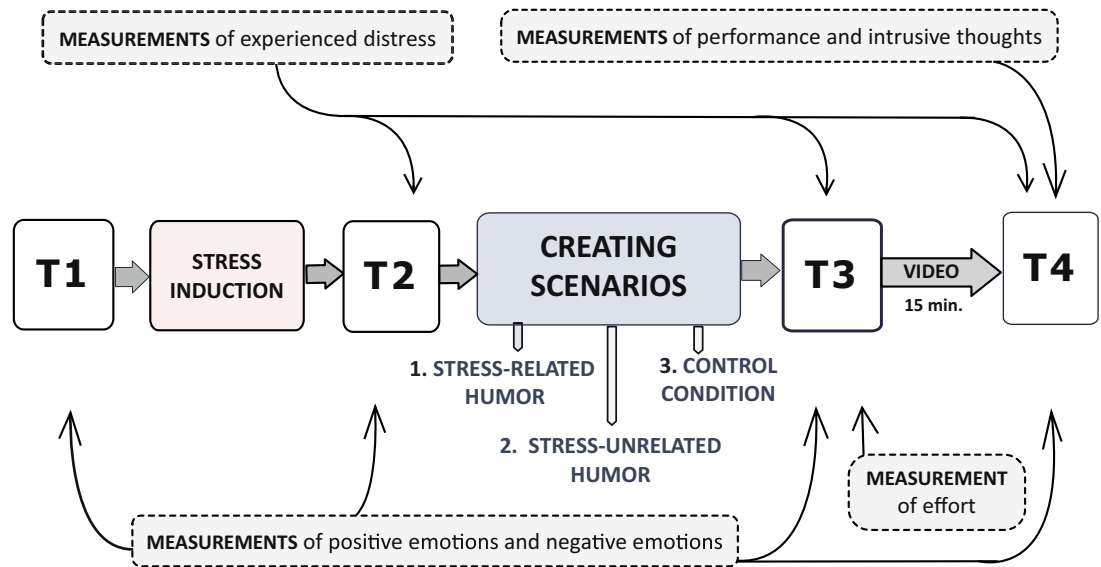 MEASUREMENTS of experienced distress
MEASUREMENTS of performance and intrusive thoughts
T1
STRESS
INDUCTION
T2
CREATING
SCENARIOS
T3
VIDEO
15 min.
T4
1. STRESS-RELATED
HUMOR
3. CONTROL
CONDITION
2. STRESS-UNRELATED
HUMOR
MEASUREMENT
of effort
MEASUREMENTS of positive emotions and negative emotions